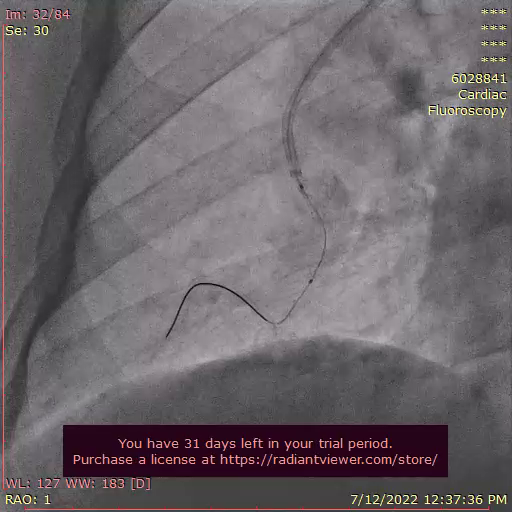 Im: 32/84
Se: 30
***
***
***
***
6028841
Cardiac
Fluoroscopy
You have 31 days left in your trial period.
Purchase a license at https://radiantviewer.com/store/
WL: 127 WW: 183 [D]
RAO: 1
7/12/2022 12:37:36 PM